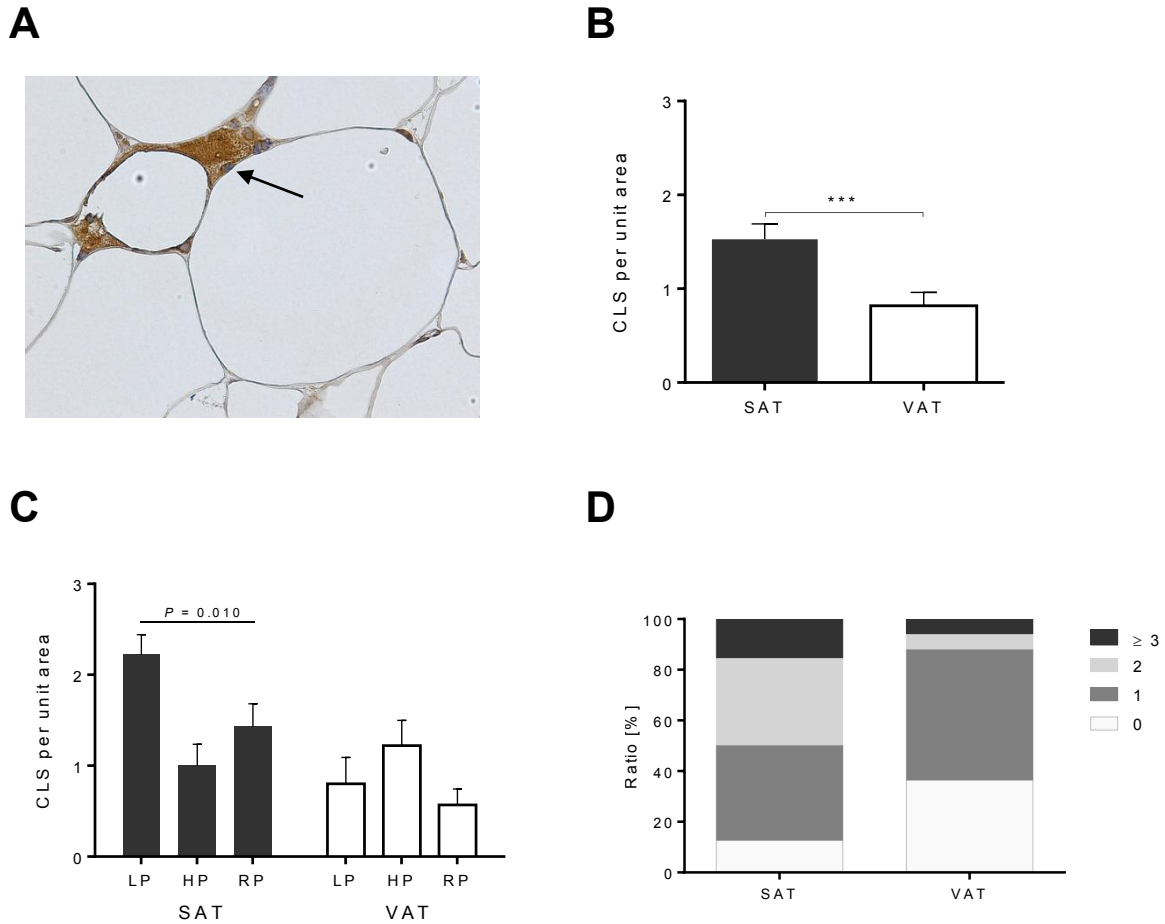 A
B
3
2
1
0
CLS per unit area
***
SAT VAT
C
3
2
1
0
CLS per unit area
P = 0.010
LP HP RP LP HP RP
SAT VAT
D
100
80
60
40
20
0
Ratio [%]
SAT VAT
≥ 3
2
1
0